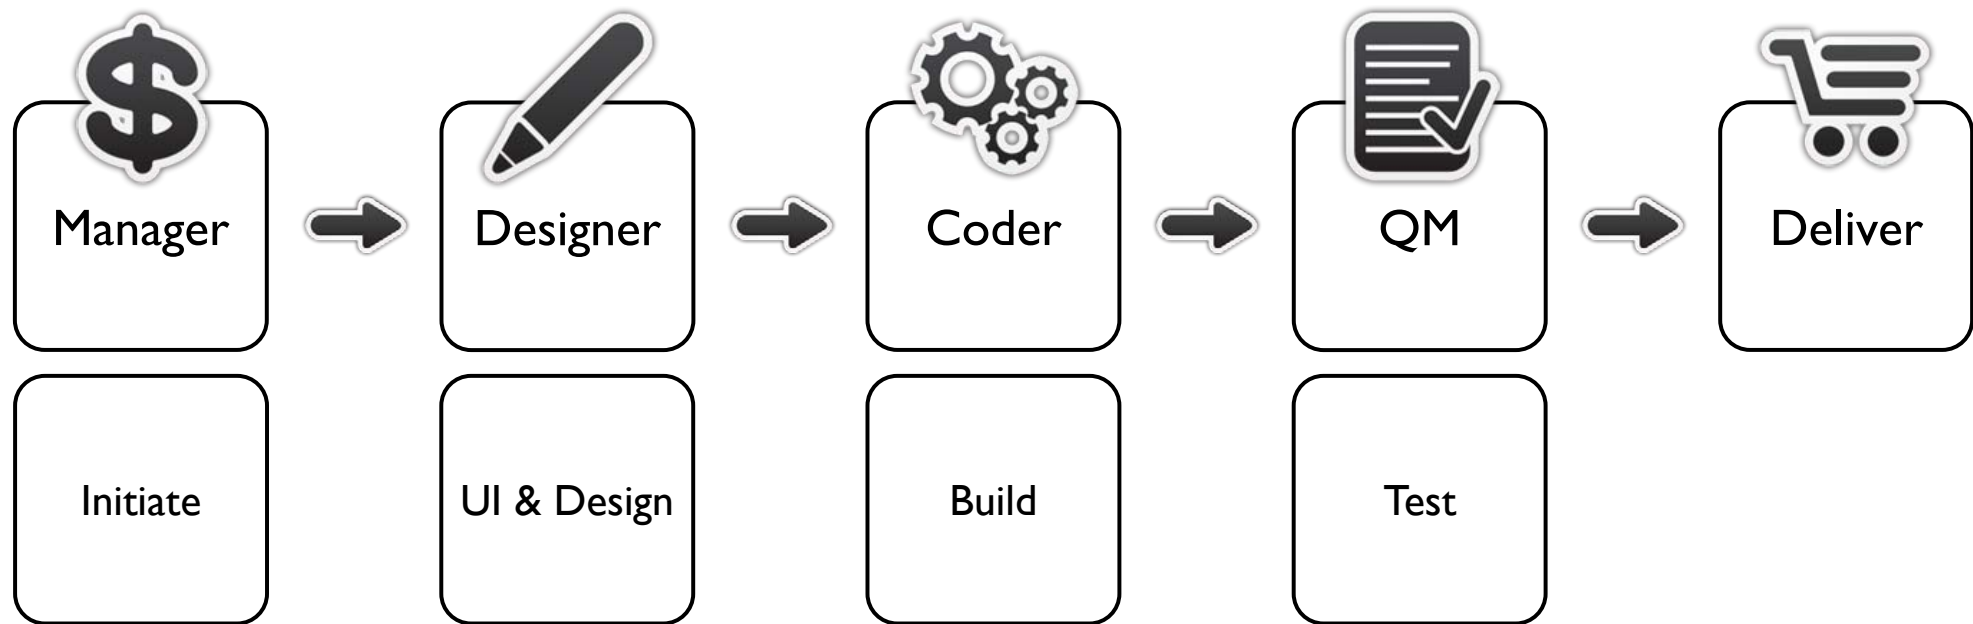 Manager
Designer
Coder
QM
Deliver
Initiate
UI & Design
Build
Test